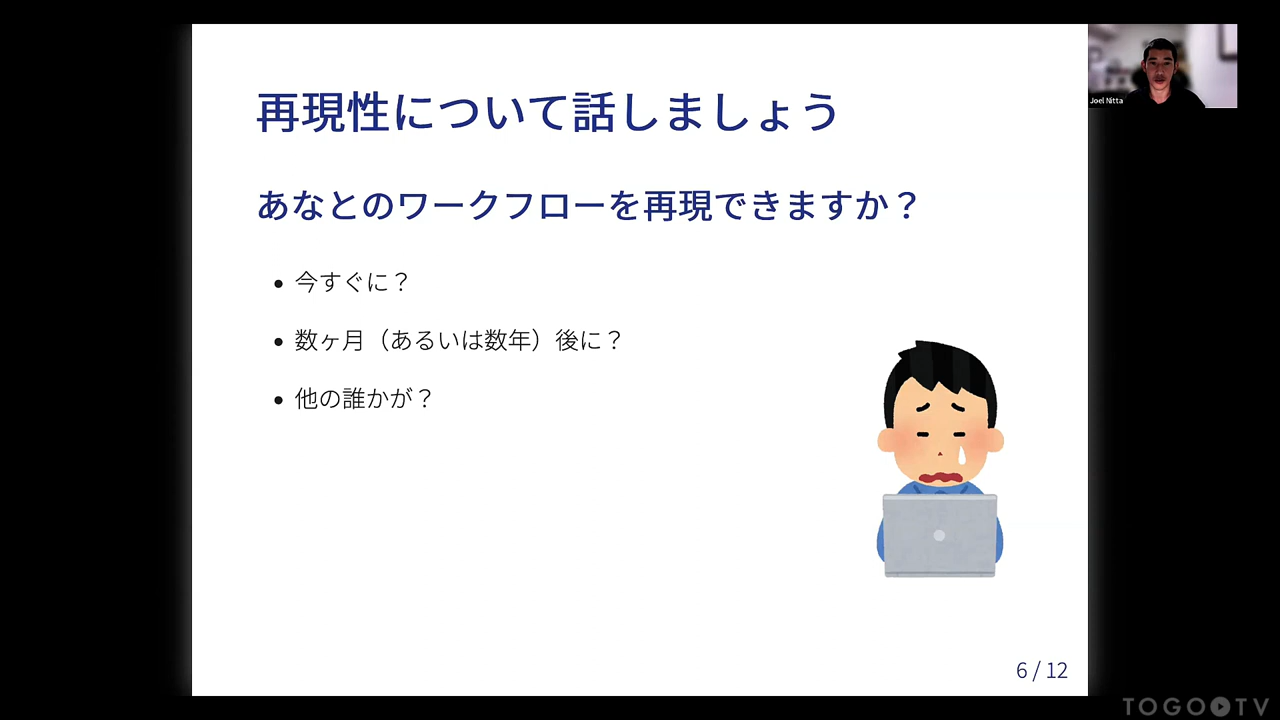 再現性について話しましょう
あなとのワークフローを再現できますか？
今すぐに？
数ヶ月（あるいは数年）後に？
他の誰かが？
6 / 12
Joel Nitta
TOGO TV